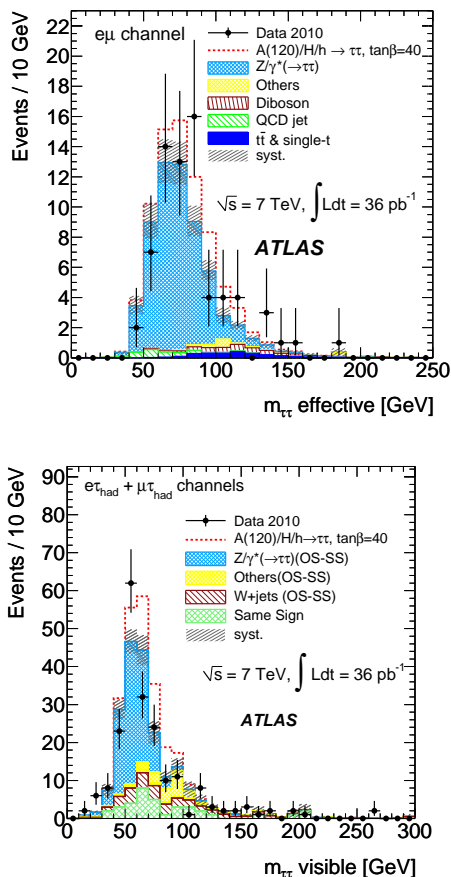 Events / 10 GeV
22
20
18
16
14
12
10
8
6
4
2
0
eμ channel
Data 2010
A(120)/H/h → ττ, tanβ=40
Z/γ*(→ττ)
Others
Diboson
QCD jet
tt̄ & single-t
syst.
√s = 7 TeV, ∫Ldt = 36 pb⁻¹
ATLAS
0 50 100 150 200 250
m_ττ effective [GeV]
Events / 10 GeV
90
80
70
60
50
40
30
20
10
0
eτ_had + μτ_had channels
Data 2010
A(120)/H/h→ττ, tanβ=40
Z/γ*(→ττ)(OS-SS)
Others(OS-SS)
W+jets (OS-SS)
Same Sign
syst.
√s = 7 TeV, ∫ Ldt = 36 pb⁻¹
ATLAS
0 50 100 150 200 250 300
m_ττ visible [GeV]